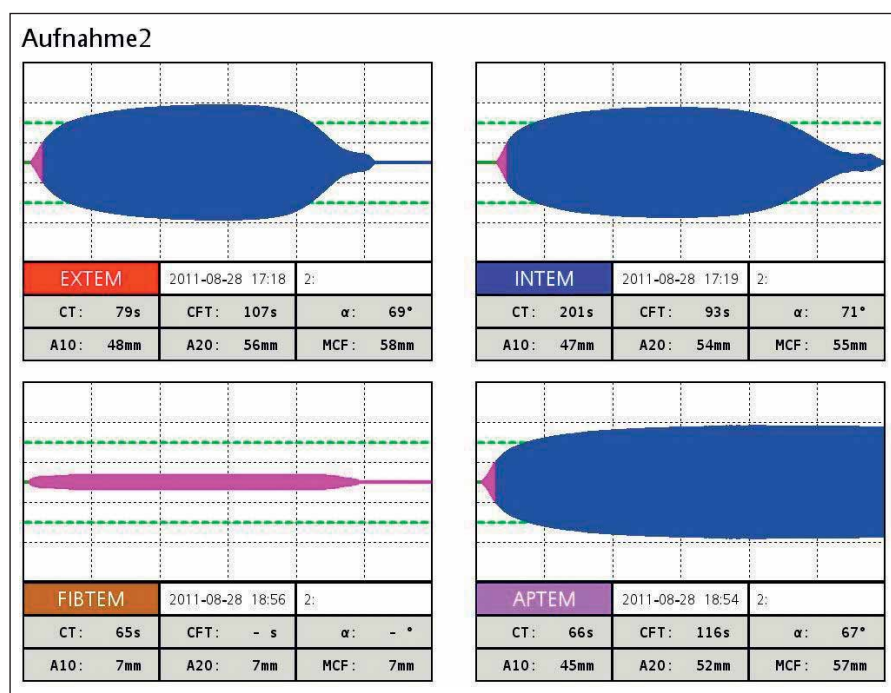 Aufnahme2
EXTEM 2011-08-28 17:18 2:
CT: 79s CFT: 107s α: 69°
A10: 48mm A20: 56mm MCF: 58mm
INTEM 2011-08-28 17:19 2:
CT: 201s CFT: 93s α: 71°
A10: 47mm A20: 54mm MCF: 55mm
FIBTEM 2011-08-28 18:56 2:
CT: 65s CFT: - s α: - °
A10: 7mm A20: 7mm MCF: 7mm
APTEM 2011-08-28 18:54 2:
CT: 66s CFT: 116s α: 67°
A10: 45mm A20: 52mm MCF: 57mm